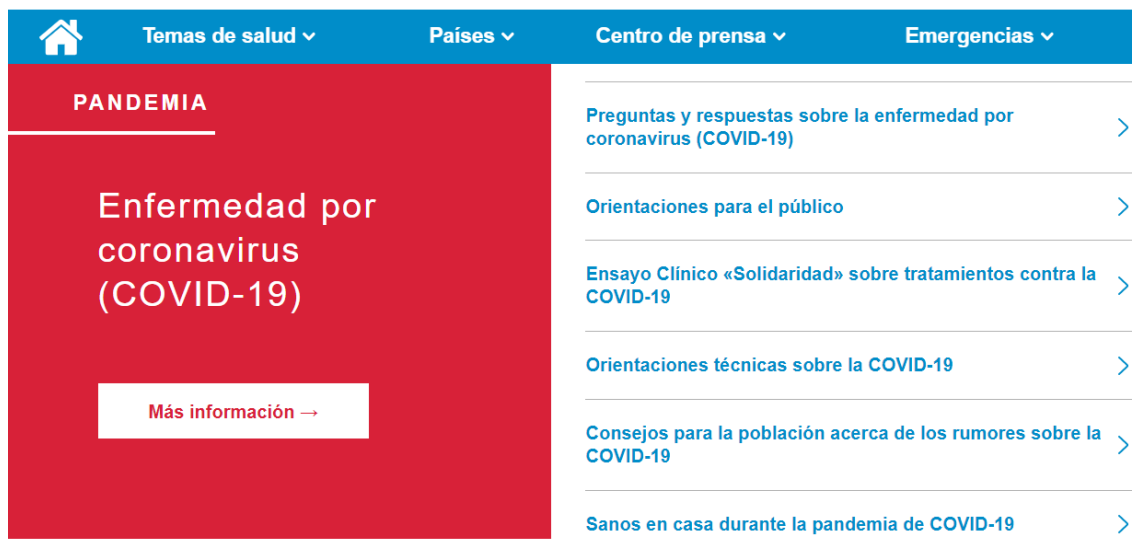 Temas de salud
Países
Centro de prensa
Emergencias
PANDEMIA
Enfermedad por
coronavirus
(COVID-19)
Más información →
Preguntas y respuestas sobre la enfermedad por
coronavirus (COVID-19)
Orientaciones para el público
Ensayo Clínico «Solidaridad» sobre tratamientos contra la
COVID-19
Orientaciones técnicas sobre la COVID-19
Consejos para la población acerca de los rumores sobre la
COVID-19
Sanos en casa durante la pandemia de COVID-19